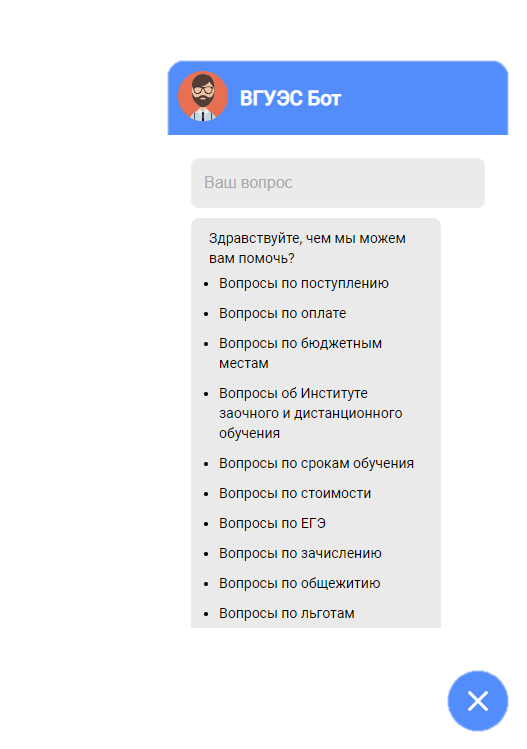 ВГУЭС Бот
Ваш вопрос
Здравствуйте, чем мы можем
вам помочь?
• Вопросы по поступлению
• Вопросы по оплате
• Вопросы по бюджетным
местам
• Вопросы об Институте
заочного и дистанционного
обучения
• Вопросы по срокам обучения
• Вопросы по стоимости
• Вопросы по ЕГЭ
• Вопросы по зачислению
• Вопросы по общежитию
• Вопросы по льготам